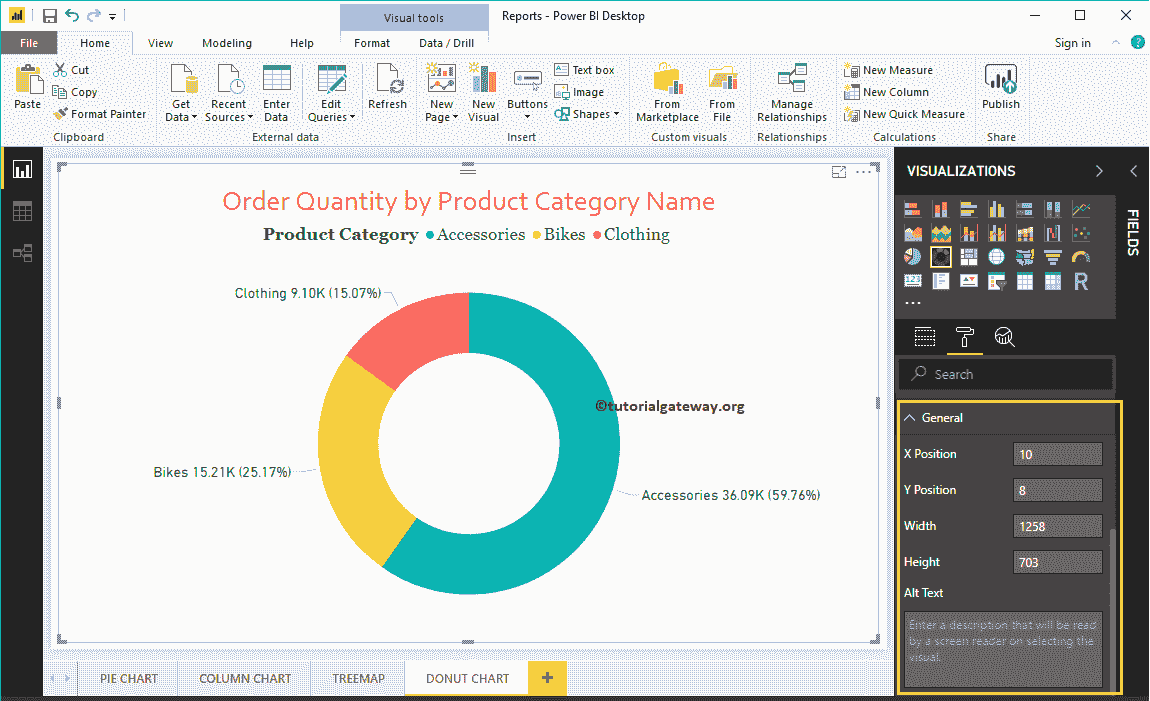 Visual tools
Reports - Power BI Desktop
File
Home
View
Modeling
Help
Format
Data / Drill
Sign in
?
Paste
Cut
Copy
Format Painter
Clipboard
Get
Data
Recent
Sources
Enter
Data
Edit
Queries
External data
Refresh
New
Page
New
Visual
Buttons
Text box
Image
Shapes
Insert
From
Marketplace
From
File
Custom visuals
Manage
Relationships
Relationships
New Measure
New Column
New Quick Measure
Calculations
Publish
Share
Order Quantity by Product Category Name
Product Category Accessories Bikes Clothing
Clothing 9.10K (15.07%)
©tutorialgateway.org
Bikes 15.21K (25.17%)
Accessories 36.09K (59.76%)
VISUALIZATIONS
FIELDS
123
R
...
Search
General
X Position
10
Y Position
8
Width
1258
Height
703
Alt Text
Enter a description that will be read
by a screen reader on selecting the
visual.
PIE CHART
COLUMN CHART
TREEMAP
DONUT CHART
+